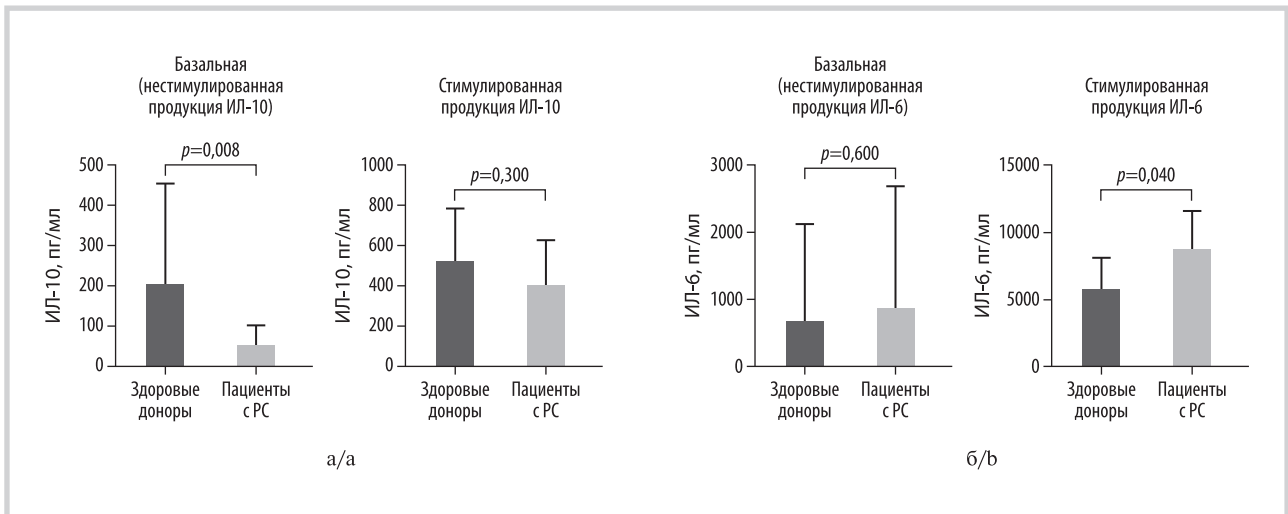 Базальная
(нестимулированная
продукция ИЛ-10)
p=0,008
ИЛ-10, пг/мл
500
400
300
200
100
0
Здоровые
доноры
Пациенты
с РС
Стимулированная
продукция ИЛ-10
p=0,300
ИЛ-10, пг/мл
1000
800
600
400
200
0
Здоровые
доноры
Пациенты
с РС
а/a
Базальная
(нестимулированная
продукция ИЛ-6)
p=0,600
ИЛ-6, пг/мл
3000
2000
1000
0
Здоровые
доноры
Пациенты
с РС
Стимулированная
продукция ИЛ-6
p=0,040
ИЛ-6, пг/мл
15000
10000
5000
0
Здоровые
доноры
Пациенты
с РС
б/b